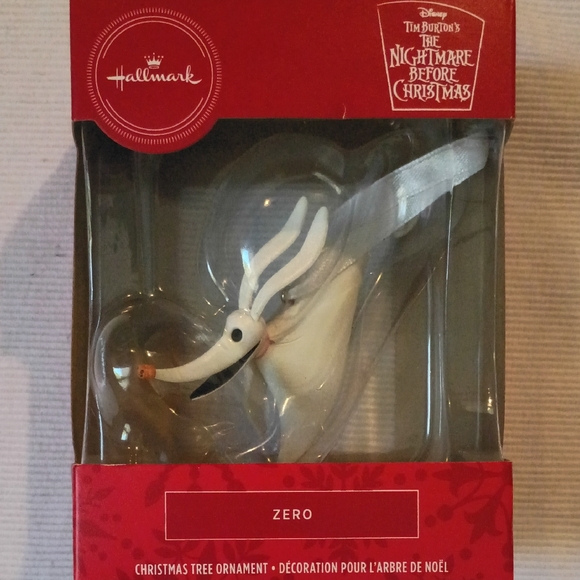 Hallmark
Disney
TIM BURTON'S
THE
NIGHTMARE
BEFORE
CHRISTMAS
ZERO
CHRISTMAS TREE ORNAMENT • DÉCORATION POUR L'ARBRE DE NOËL